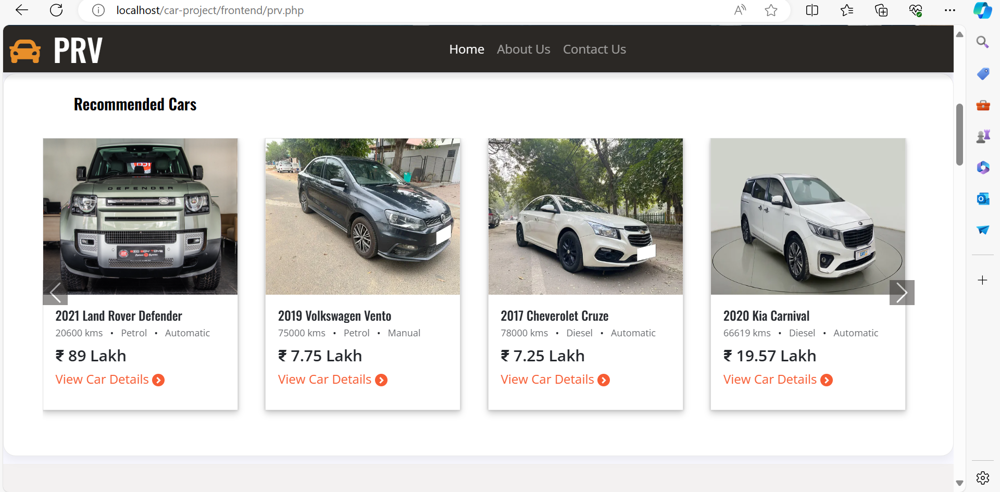 localhost/car-project/frontend/prv.php
PRV
Home About Us Contact Us
Recommended Cars
DEFENDER
BIG BOY TOYS
2021 Land Rover Defender
20600 kms • Petrol • Automatic
₹ 89 Lakh
View Car Details
2019 Volkswagen Vento
75000 kms • Petrol • Manual
₹ 7.75 Lakh
View Car Details
2017 Cheverolet Cruze
78000 kms • Diesel • Automatic
₹ 7.25 Lakh
View Car Details
2020 Kia Carnival
66619 kms • Diesel • Automatic
₹ 19.57 Lakh
View Car Details